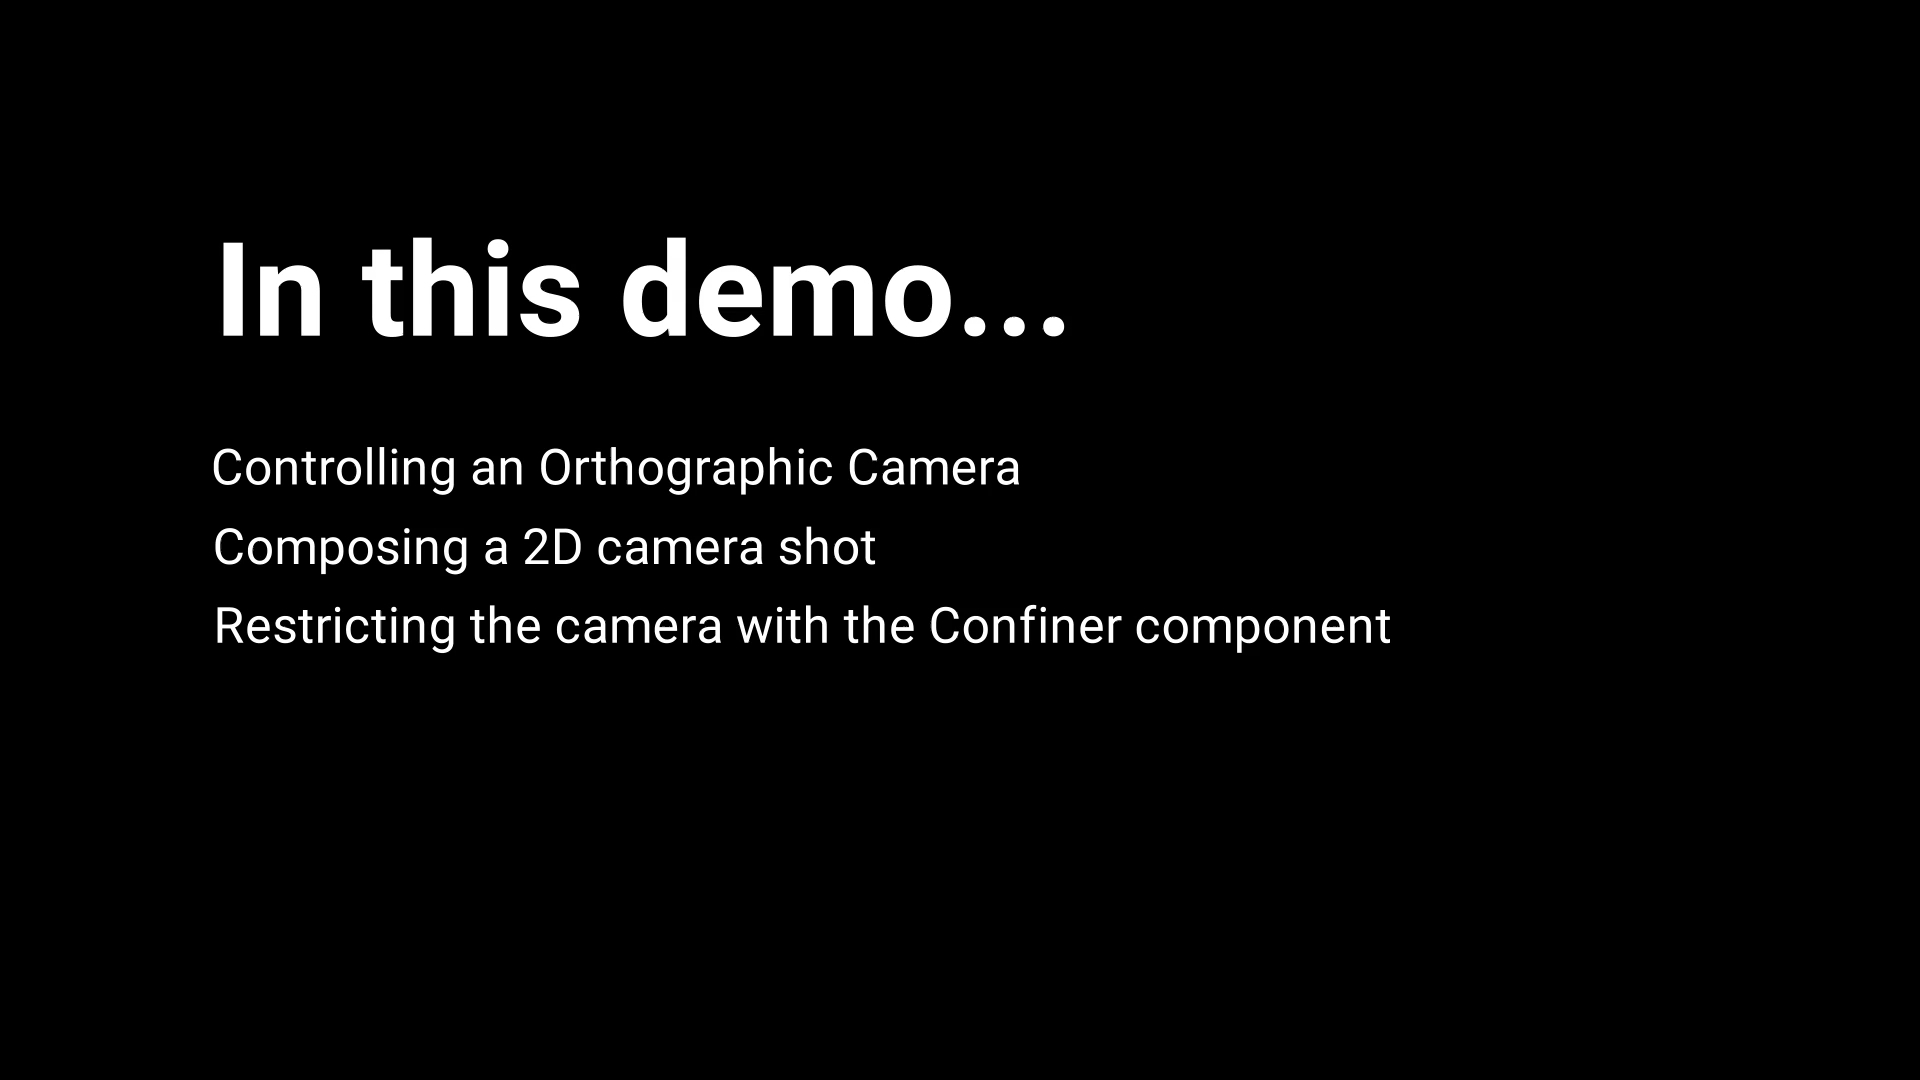 In this demo...
Controlling an Orthographic Camera
Composing a 2D camera shot
Restricting the camera with the Confiner component